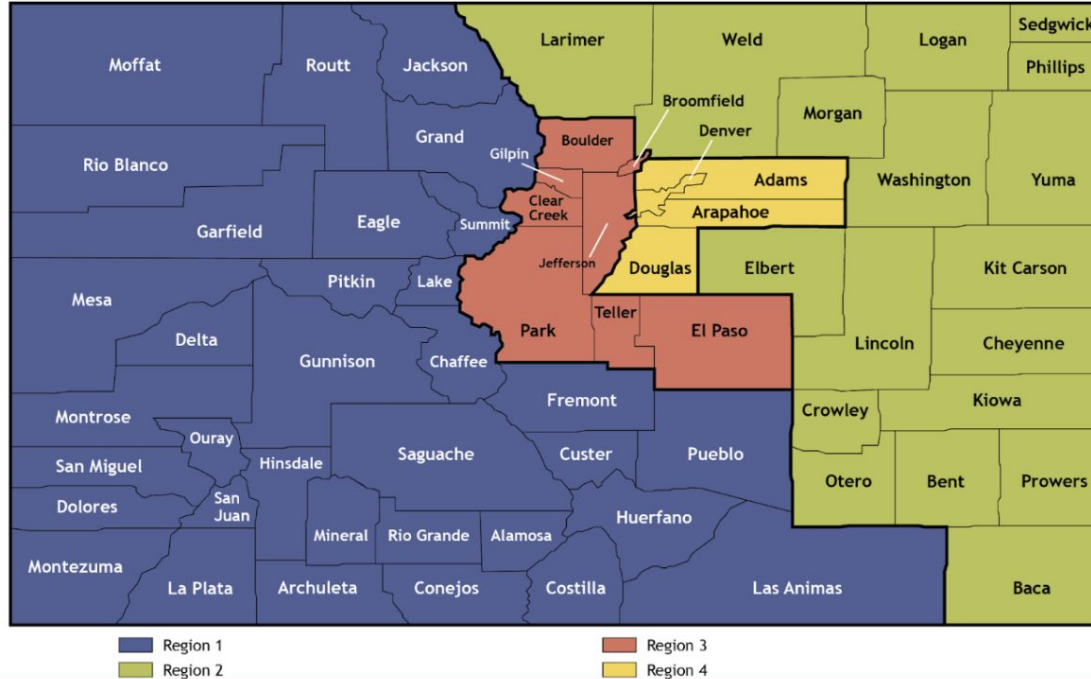 Sedgwick
Larimer
Weld
Logan
Moffat
Routt
Jackson
Phillips
Broomfield
Morgan
Grand
Boulder
Denver
Gilpin
Rio Blanco
Adams
Washington
Yuma
Clear
Creek
Eagle
Summit
Arapahoe
Garfield
Jefferson
Douglas
Elbert
Kit Carson
Pitkin
Lake
Mesa
Teller
Park
El Paso
Delta
Lincoln
Cheyenne
Gunnison
Chaffee
Fremont
Kiowa
Crowley
Montrose
Ouray
Saguache
Custer
Pueblo
Hinsdale
San Miguel
Otero
Bent
Prowers
San
Juan
Dolores
Huerfano
Mineral
Rio Grande
Alamosa
Montezuma
La Plata
Archuleta
Conejos
Costilla
Las Animas
Baca
Region 1
Region 2
Region 3
Region 4